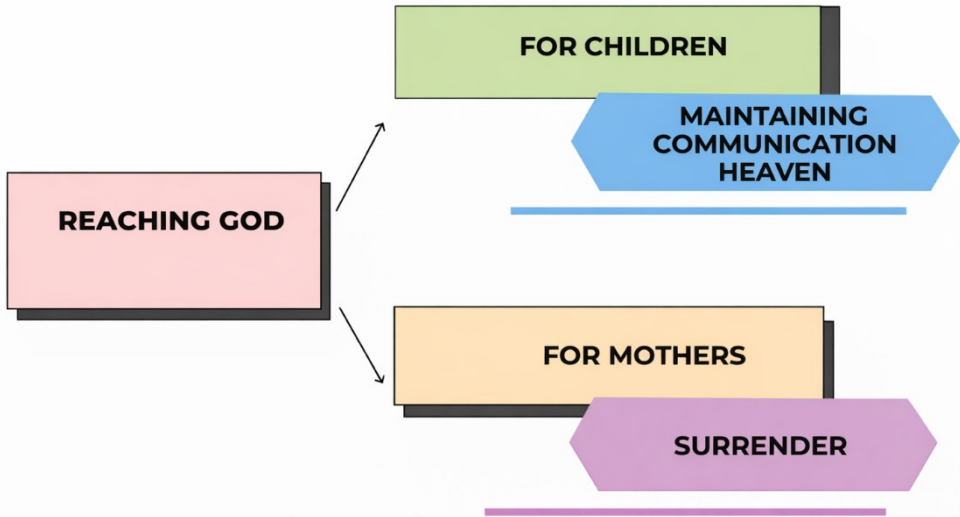 FOR CHILDREN
MAINTAINING
COMMUNICATION
HEAVEN
REACHING GOD
FOR MOTHERS
SURRENDER